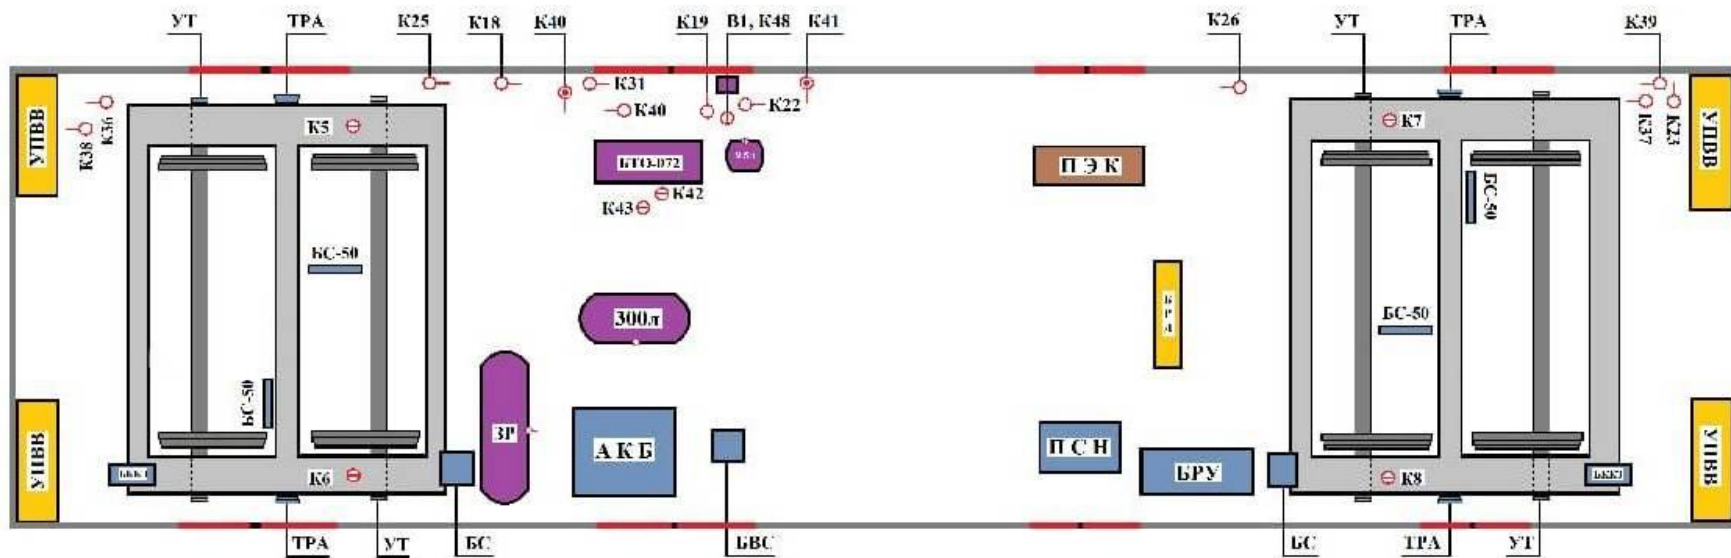 УТ ТРА К25 К18 К40 К19 В1, К48 К41 К26 УТ ТРА К39
УПВВ
К38
К36
К5
К31
К40
К22
БТО-072
9.5л
К42
К43
ПЭК
К7
К37
К23
УПВВ
БС-50
БС-50
300л
БС-50
БС-50
УПВВ
ЗР
АКБ
ПСН
БРУ
К6
К8
УПВВ
ТРА УТ БС БВС БС ТРА УТ